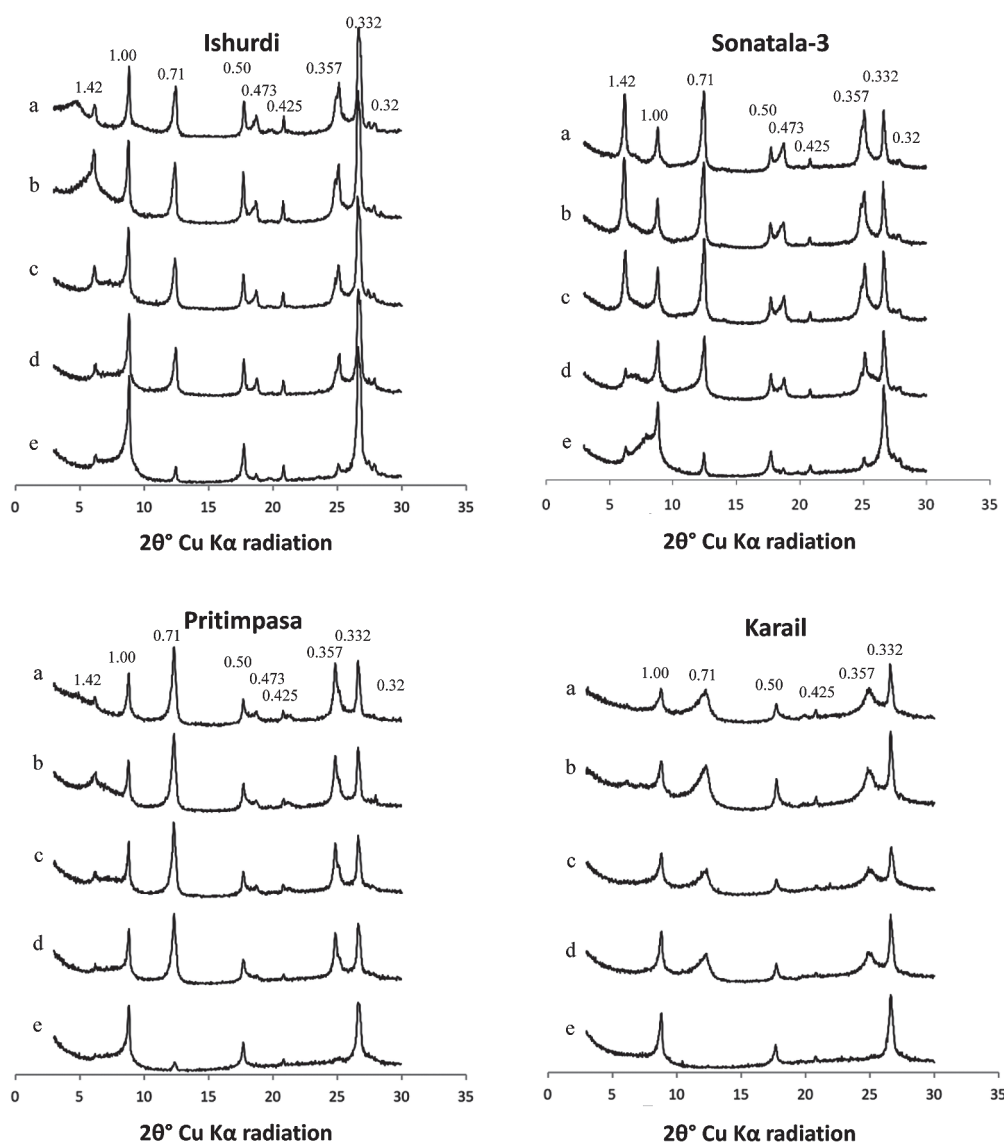 Ishurdi
0.332
1.00
0.71
0.50
0.357
1.42
0.473
0.425
0.32
a
b
c
d
e
0 5 10 15 20 25 30 35
2θ° Cu Kα radiation
Sonatala-3
0.332
1.42
0.71
0.357
1.00
0.50
0.473
0.425
0.32
a
b
c
d
e
0 5 10 15 20 25 30 35
2θ° Cu Kα radiation
Pritimpasa
0.71
0.332
1.00
0.50
0.357
1.42
0.473
0.425
0.32
a
b
c
d
e
0 5 10 15 20 25 30 35
2θ° Cu Kα radiation
Karail
0.332
1.00
0.71
0.50
0.425
0.357
a
b
c
d
e
0 5 10 15 20 25 30 35
2θ° Cu Kα radiation